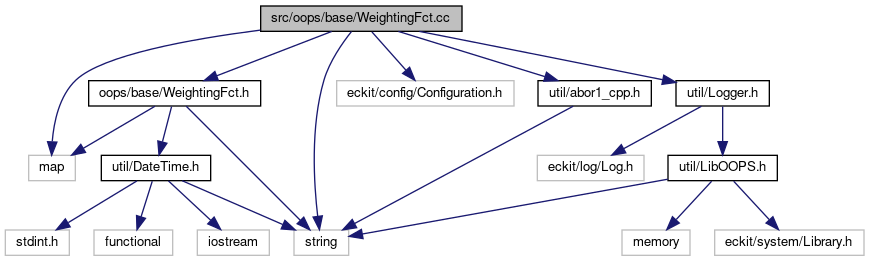 src/oops/base/WeightingFct.cc
oops/base/WeightingFct.h
eckit/config/Configuration.h
util/abor1_cpp.h
util/Logger.h
map
util/DateTime.h
eckit/log/Log.h
util/LibOOPS.h
stdint.h
functional
iostream
string
memory
eckit/system/Library.h